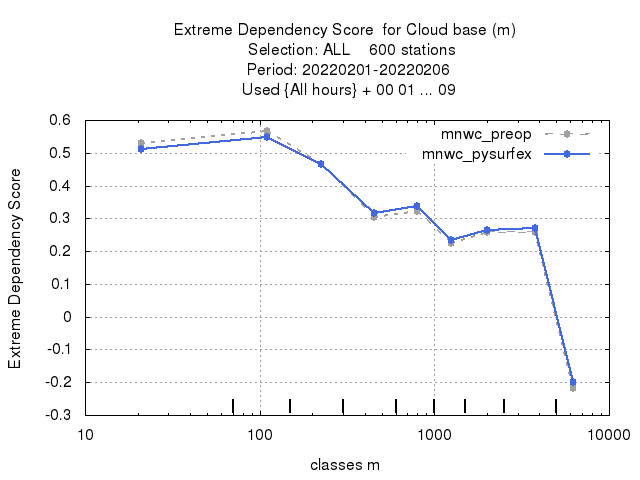 Extreme Dependency Score  for Cloud base (m)
Selection: ALL    600 stations
Period: 20220201-20220206
Used {All hours} + 00 01 ... 09
mnwc_preop
mnwc_pysurfex
Extreme Dependency Score
0.6
0.5
0.4
0.3
0.2
0.1
0
-0.1
-0.2
-0.3
10 100 1000 10000
classes m